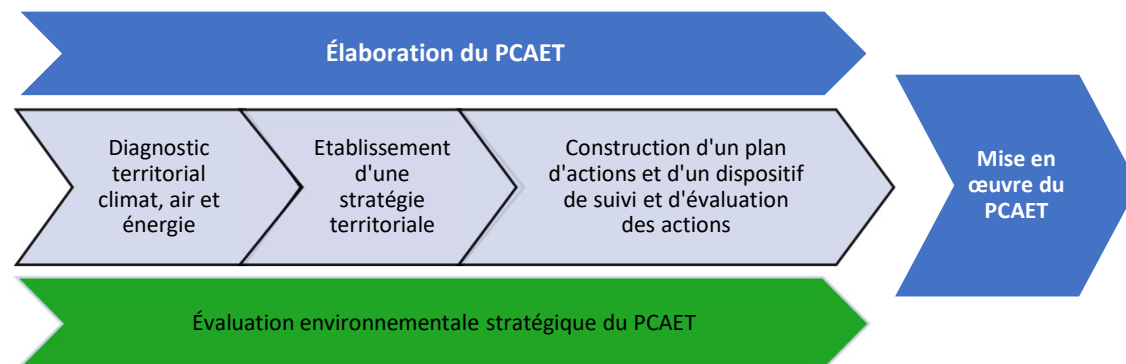 Élaboration du PCAET
Diagnostic
territorial
climat, air et
énergie
Etablissement
d'une
stratégie
territoriale
Construction d'un plan
d'actions et d'un dispositif
de suivi et d'évaluation
des actions
Mise en
œuvre du
PCAET
Évaluation environnementale stratégique du PCAET